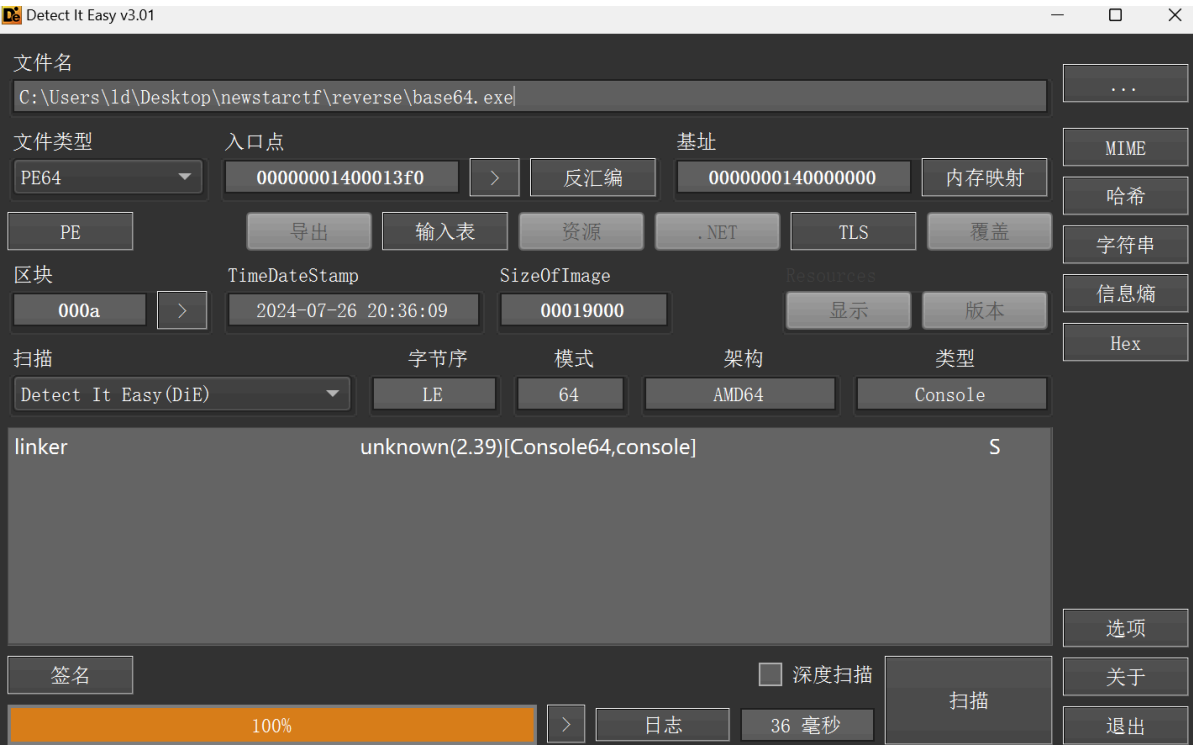 Detect It Easy v3.01
文件名
C:\Users\ld\Desktop\newstarctf\reverse\base64.exe
...
文件类型 入口点 基址
PE64 00000001400013f0 > 反汇编 0000000140000000 内存映射 MIME
哈希
PE 导出 输入表 资源 .NET TLS 覆盖
字符串
区块 TimeDateStamp SizeOfImage Resources
000a > 2024-07-26 20:36:09 00019000 显示 版本 信息熵
Hex
扫描 字节序 模式 架构 类型
Detect It Easy(DiE) LE 64 AMD64 Console
linker unknown(2.39)[Console64,console] S
选项
签名 深度扫描 扫描 关于
100% > 日志 36 毫秒 退出